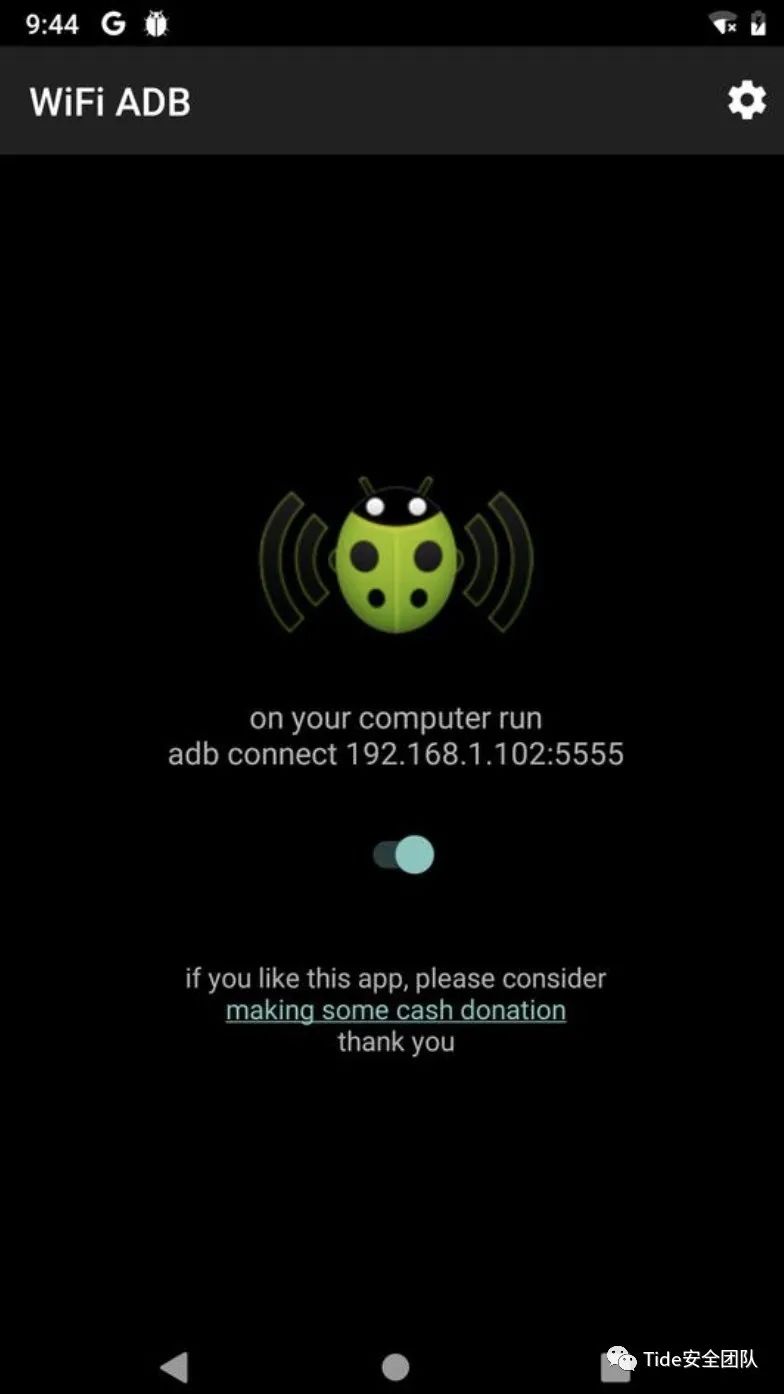 9:44
WiFi ADB
on your computer run
adb connect 192.168.1.102:5555
if you like this app, please consider
making some cash donation
thank you
Tide安全团队